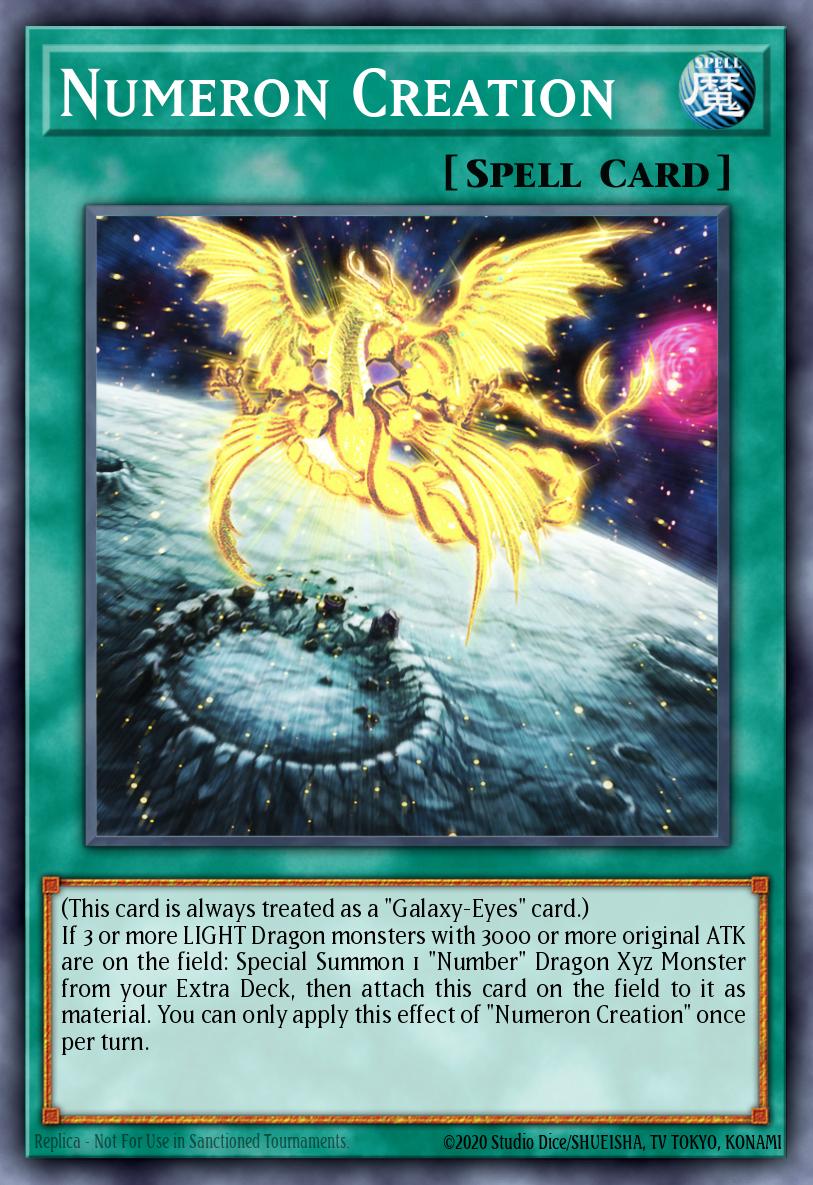 Numeron Creation
SPELL
魔
[Spell Card]
(This card is always treated as a "Galaxy-Eyes" card.)
If 3 or more LIGHT Dragon monsters with 3000 or more original ATK
are on the field: Special Summon 1 "Number" Dragon Xyz Monster
from your Extra Deck, then attach this card on the field to it as
material. You can only apply this effect of "Numeron Creation" once
per turn.
Replica - Not For Use in Sanctioned Tournaments.
©2020 Studio Dice/SHUEISHA, TV TOKYO, KONAMI